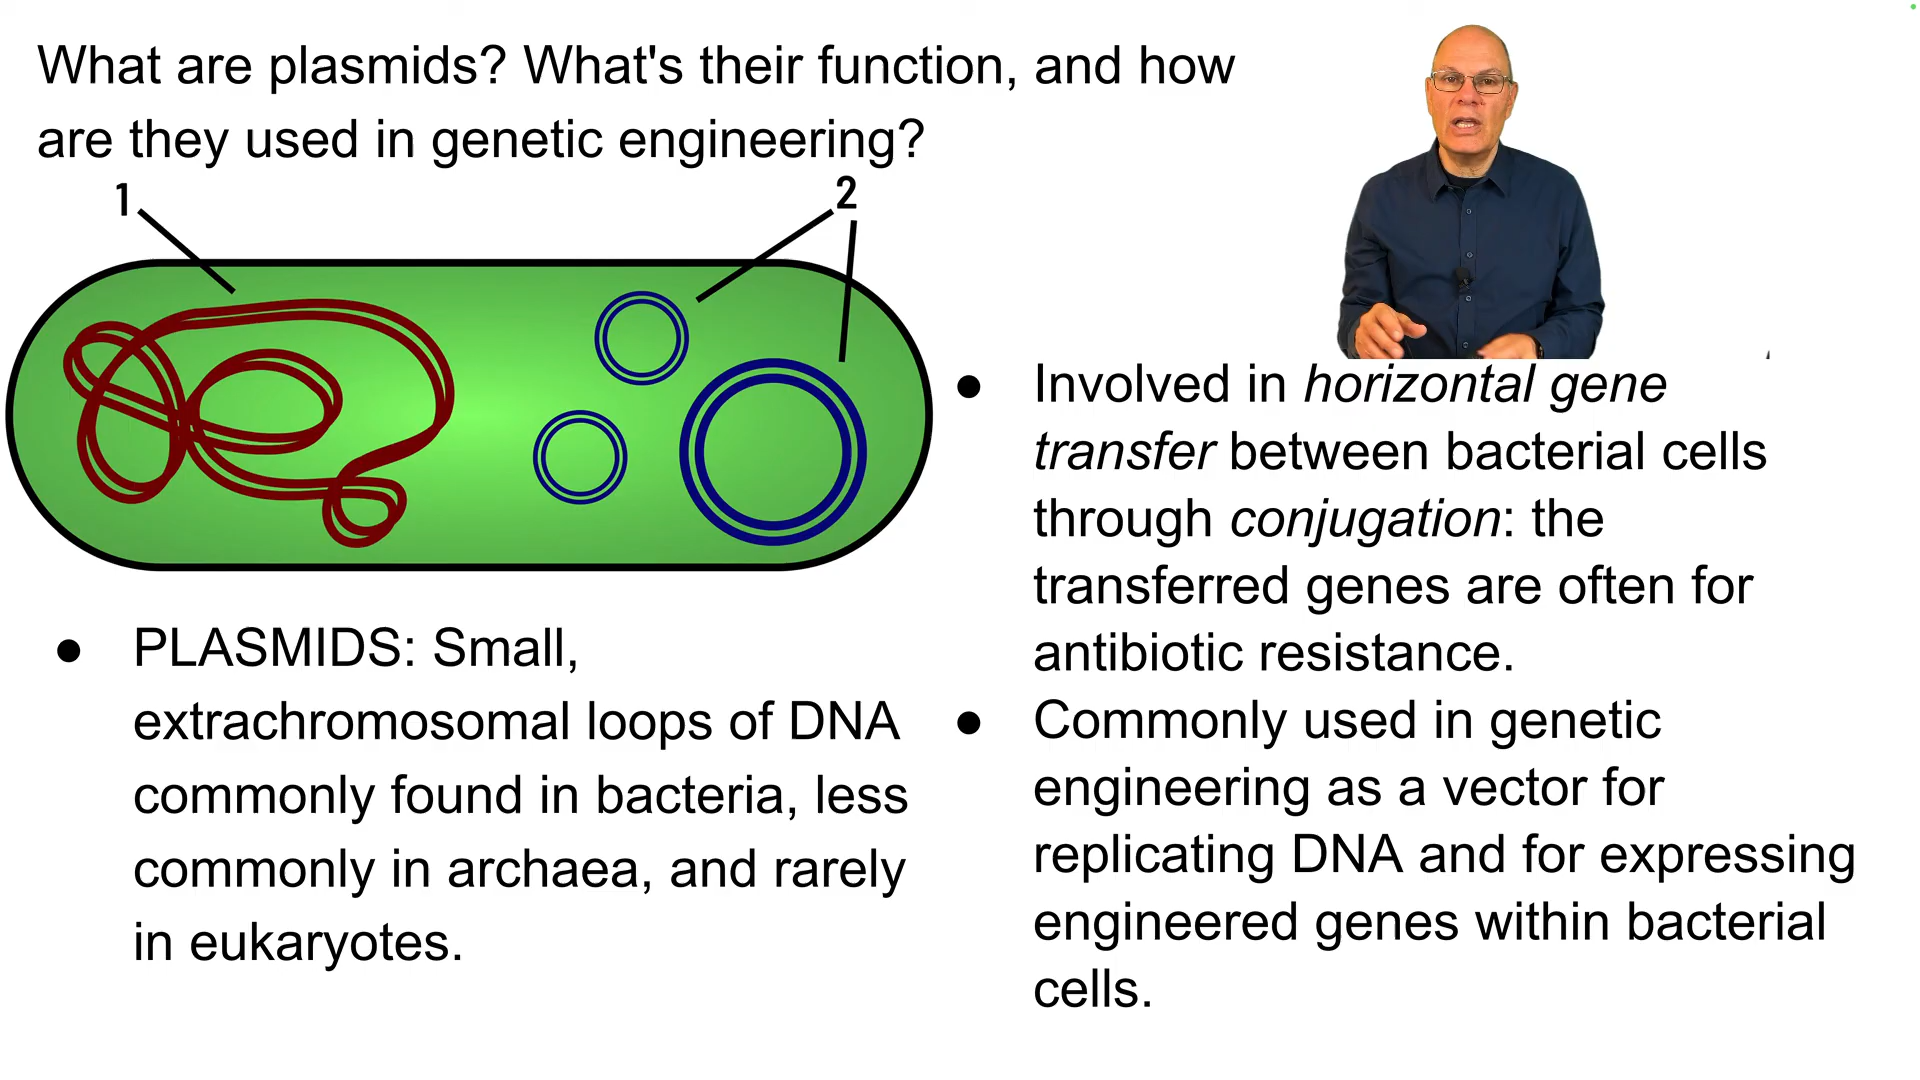 What are plasmids? What's their function, and how
are they used in genetic engineering?
1
2
● PLASMIDS: Small,
extrachromosomal loops of DNA
commonly found in bacteria, less
commonly in archaea, and rarely
in eukaryotes.
● Involved in horizontal gene
transfer between bacterial cells
through conjugation: the
transferred genes are often for
antibiotic resistance.
● Commonly used in genetic
engineering as a vector for
replicating DNA and for expressing
engineered genes within bacterial
cells.